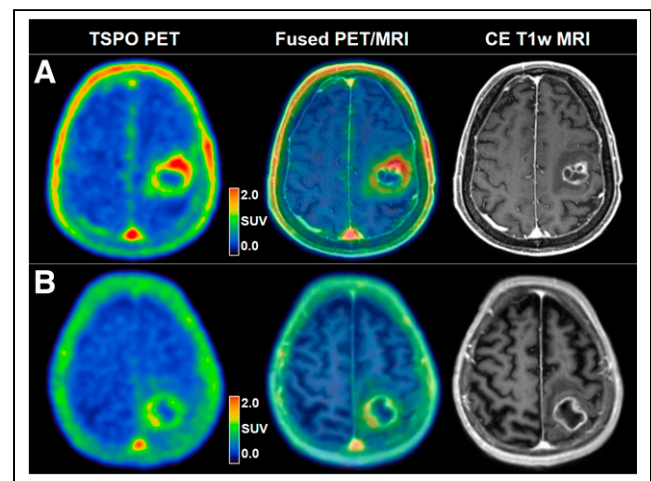 TSPO PET Fused PET/MRI CE T1w MRI
A
2.0
SUV
0.0
B
2.0
SUV
0.0